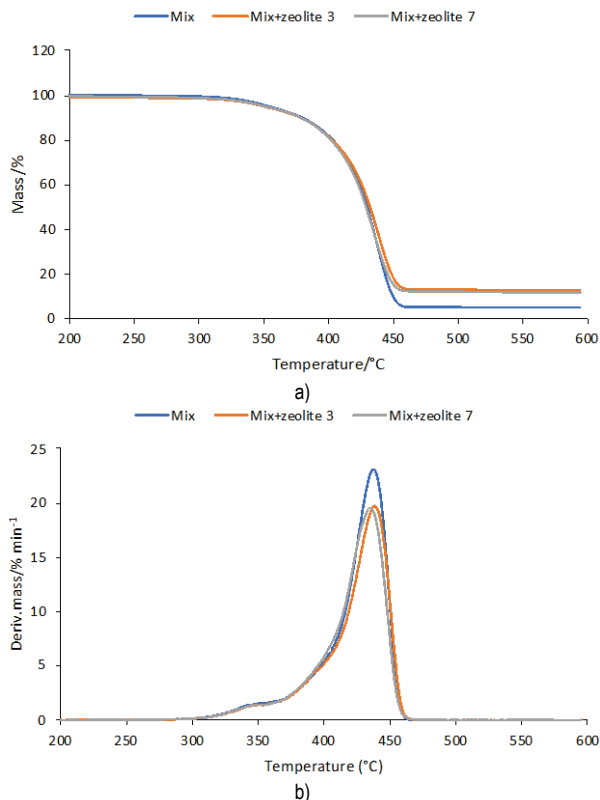 Mix Mix+zeolite 3 Mix+zeolite 7
120
100
80
60
40
20
0
Mass/%
200 250 300 350 400 450 500 550 600
Temperature/°C
a)
Mix Mix+zeolite 3 Mix+zeolite 7
25
20
15
10
5
0
Deriv.mass/% min⁻¹
200 250 300 350 400 450 500 550 600
Temperature (°C)
b)